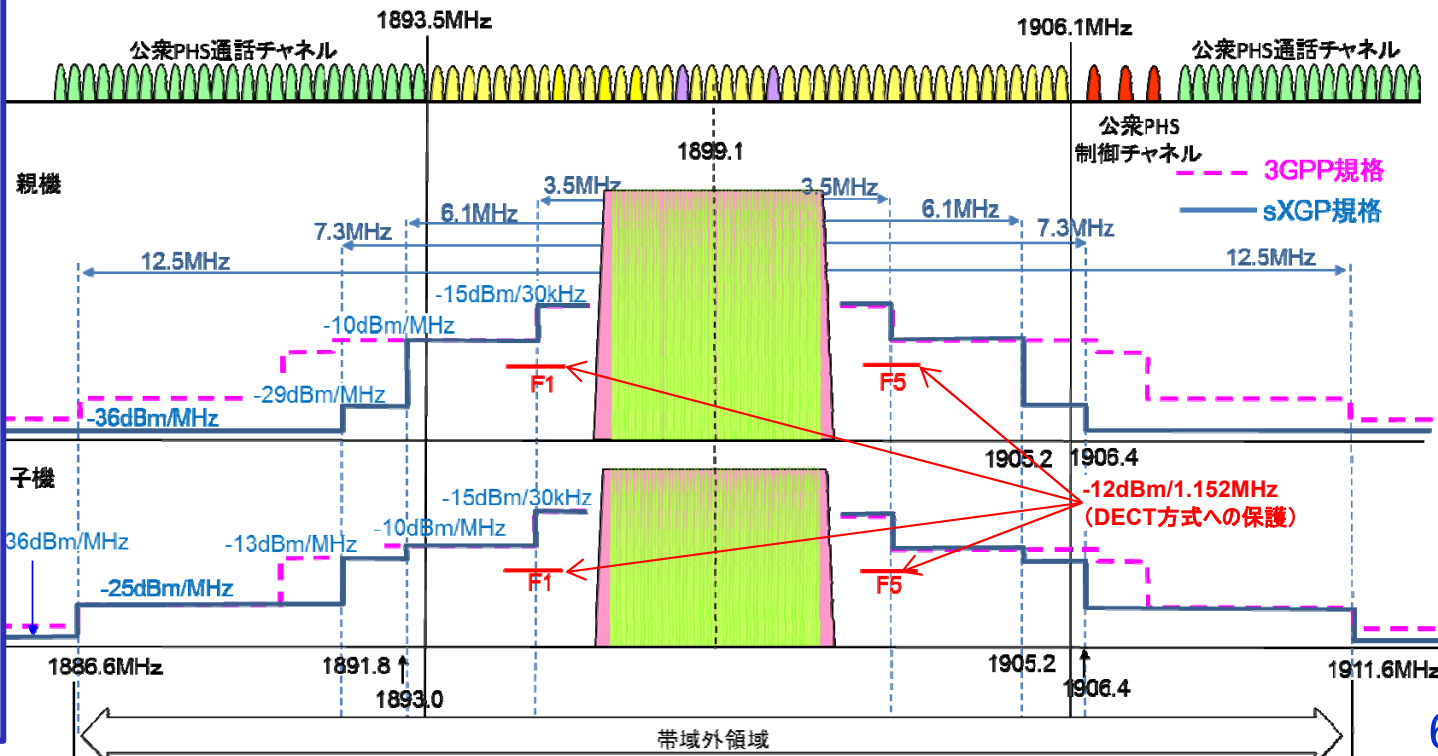 1893.5MHz
1906.1MHz
公衆PHS通話チャネル
公衆PHS通話チャネル
公衆PHS
制御チャネル
1899.1
親機
3GPP規格
sXGP規格
3.5MHz
3.5MHz
6.1MHz
6.1MHz
7.3MHz
7.3MHz
12.5MHz
12.5MHz
-15dBm/30kHz
-10dBm/MHz
-29dBm/MHz
-36dBm/MHz
F1
F5
1905.2
1906.4
子機
-12dBm/1.152MHz
（DECT方式への保護）
-15dBm/30kHz
-10dBm/MHz
36dBm/MHz
-13dBm/MHz
-25dBm/MHz
F1
F5
1886.6MHz
1891.8
1893.0
1905.2
1906.4
1911.6MHz
帯域外領域